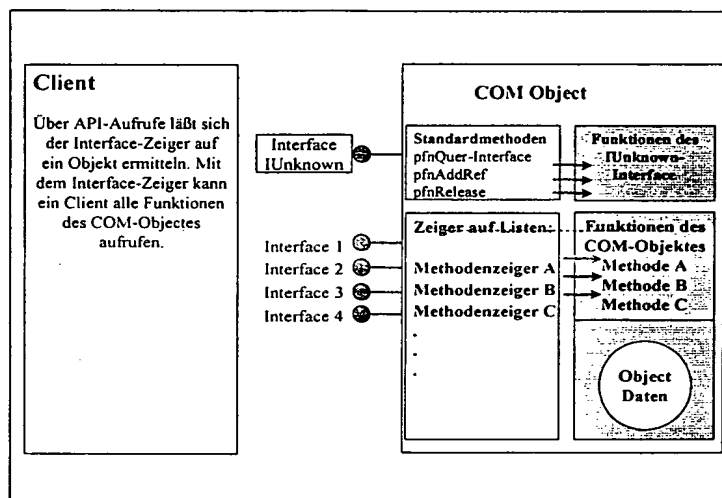 Client
Über API-Aufrufe läßt sich
der Interface-Zeiger auf
ein Objekt ermitteln. Mit
dem Interface-Zeiger kann
ein Client alle Funktionen
des COM-Objectes
aufrufen.
Interface
IUnknown
Interface 1
Interface 2
Interface 3
Interface 4
COM Object
Standardmethoden
pfnQuer-Interface
pfnAddRef
pfnRelease
Funktionen des
IUnknown-
Interface
Zeiger auf Listen:
Methodenzeiger A
Methodenzeiger B
Methodenzeiger C
.
.
.
Funktionen des
COM-Objektes
Methode A
Methode B
Methode C
Object
Daten